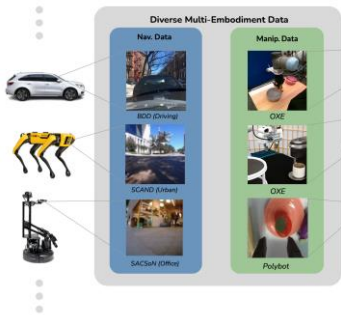 Diverse Multi-Embodiment Data
Nav. Data
Manip. Data
BDD (Driving)
OXE
SCAND (Urban)
OXE
SACSoN (Office)
Polybot